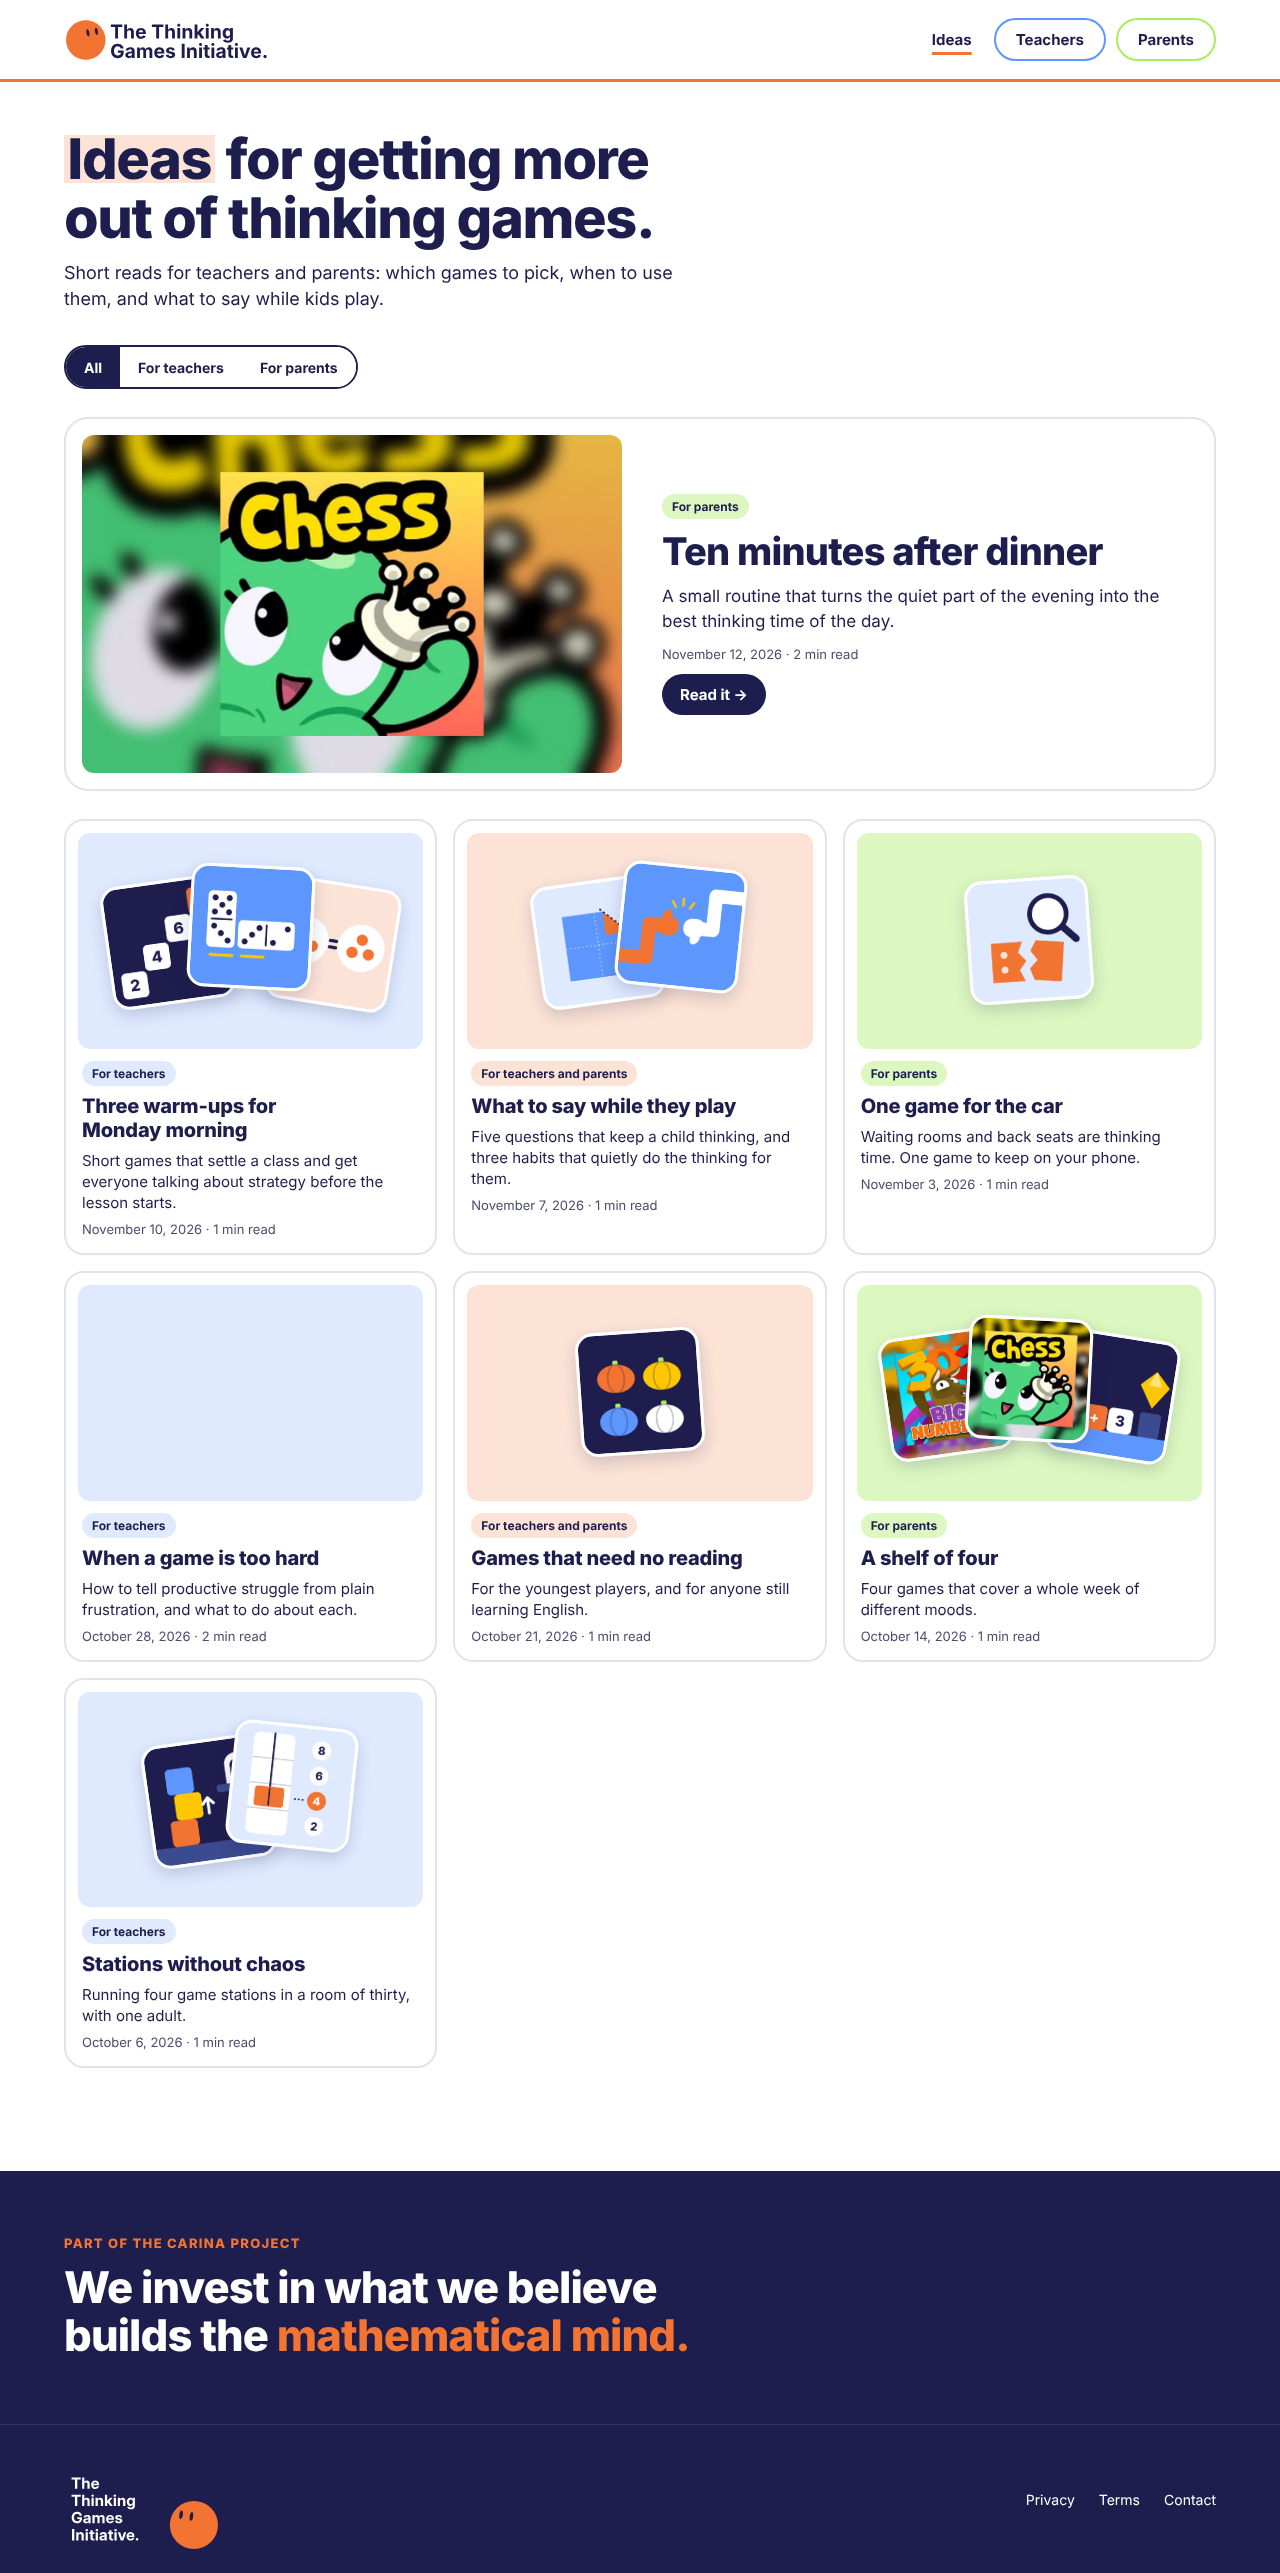 The Thinking
Games Initiative.
Ideas
Teachers
Parents
Ideas for getting more
out of thinking games.
Short reads for teachers and parents: which games to pick, when to use
them, and what to say while kids play.
All
For teachers
For parents
Chess
For parents
Ten minutes after dinner
A small routine that turns the quiet part of the evening into the
best thinking time of the day.
November 12, 2026 · 2 min read
Read it →
2
4
6
=
For teachers
Three warm-ups for
Monday morning
Short games that settle a class and get
everyone talking about strategy before the
lesson starts.
November 10, 2026 · 1 min read
For teachers and parents
What to say while they play
Five questions that keep a child thinking, and
three habits that quietly do the thinking for
them.
November 7, 2026 · 1 min read
For parents
One game for the car
Waiting rooms and back seats are thinking
time. One game to keep on your phone.
November 3, 2026 · 1 min read
For teachers
When a game is too hard
How to tell productive struggle from plain
frustration, and what to do about each.
October 28, 2026 · 2 min read
For teachers and parents
Games that need no reading
For the youngest players, and for anyone still
learning English.
October 21, 2026 · 1 min read
BIG
Chess
+ 3
For parents
A shelf of four
Four games that cover a whole week of
different moods.
October 14, 2026 · 1 min read
8
6
4
2
For teachers
Stations without chaos
Running four game stations in a room of thirty,
with one adult.
October 6, 2026 · 1 min read
PART OF THE CARINA PROJECT
We invest in what we believe
builds the mathematical mind.
The
Thinking
Games
Initiative.
Privacy
Terms
Contact